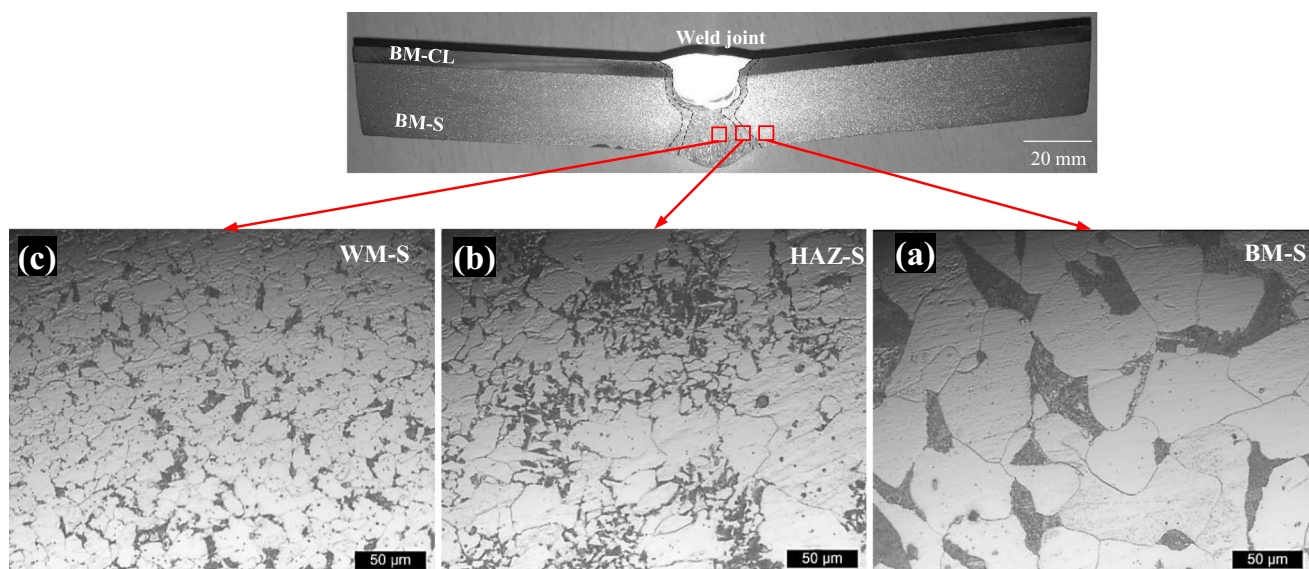 Weld joint
BM-CL
BM-S
20 mm
(c)
WM-S
(b)
HAZ-S
(a)
BM-S
50 µm
50 µm
50 µm